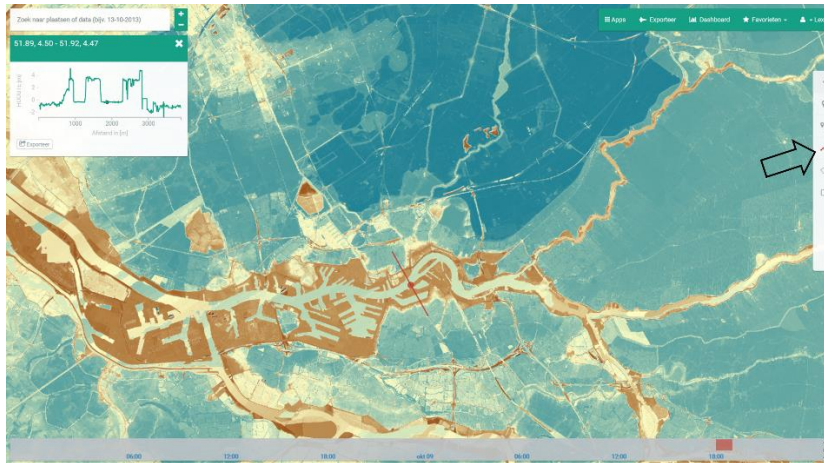 Zoek naar plaatsen of data (bijv. 13-10-2013)
+
−
Apps Exporteer Dashboard Favorieten
51.89, 4.50 - 51.92, 4.47
4
2
0
-2
1000 2000 3000
Afstand in [m]
Exporteer
06:00 12:00 18:00 okt 09 06:00 12:00 18:00